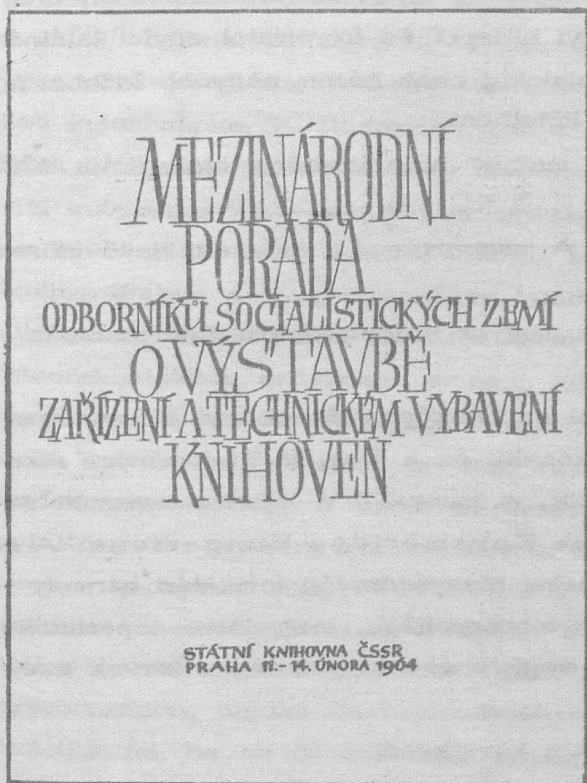 MEZINÁRODNÍ
PORADA
ODBORNÍKŮ SOCIALISTICKÝCH ZEMÍ
O VÝSTAVBĚ
ZAŘÍZENÍ A TECHNICKÉM VYBAVENÍ
KNIHOVEN
STÁTNÍ KNIHOVNA ČSSR
PRAHA 11.-14. ÚNORA 1964